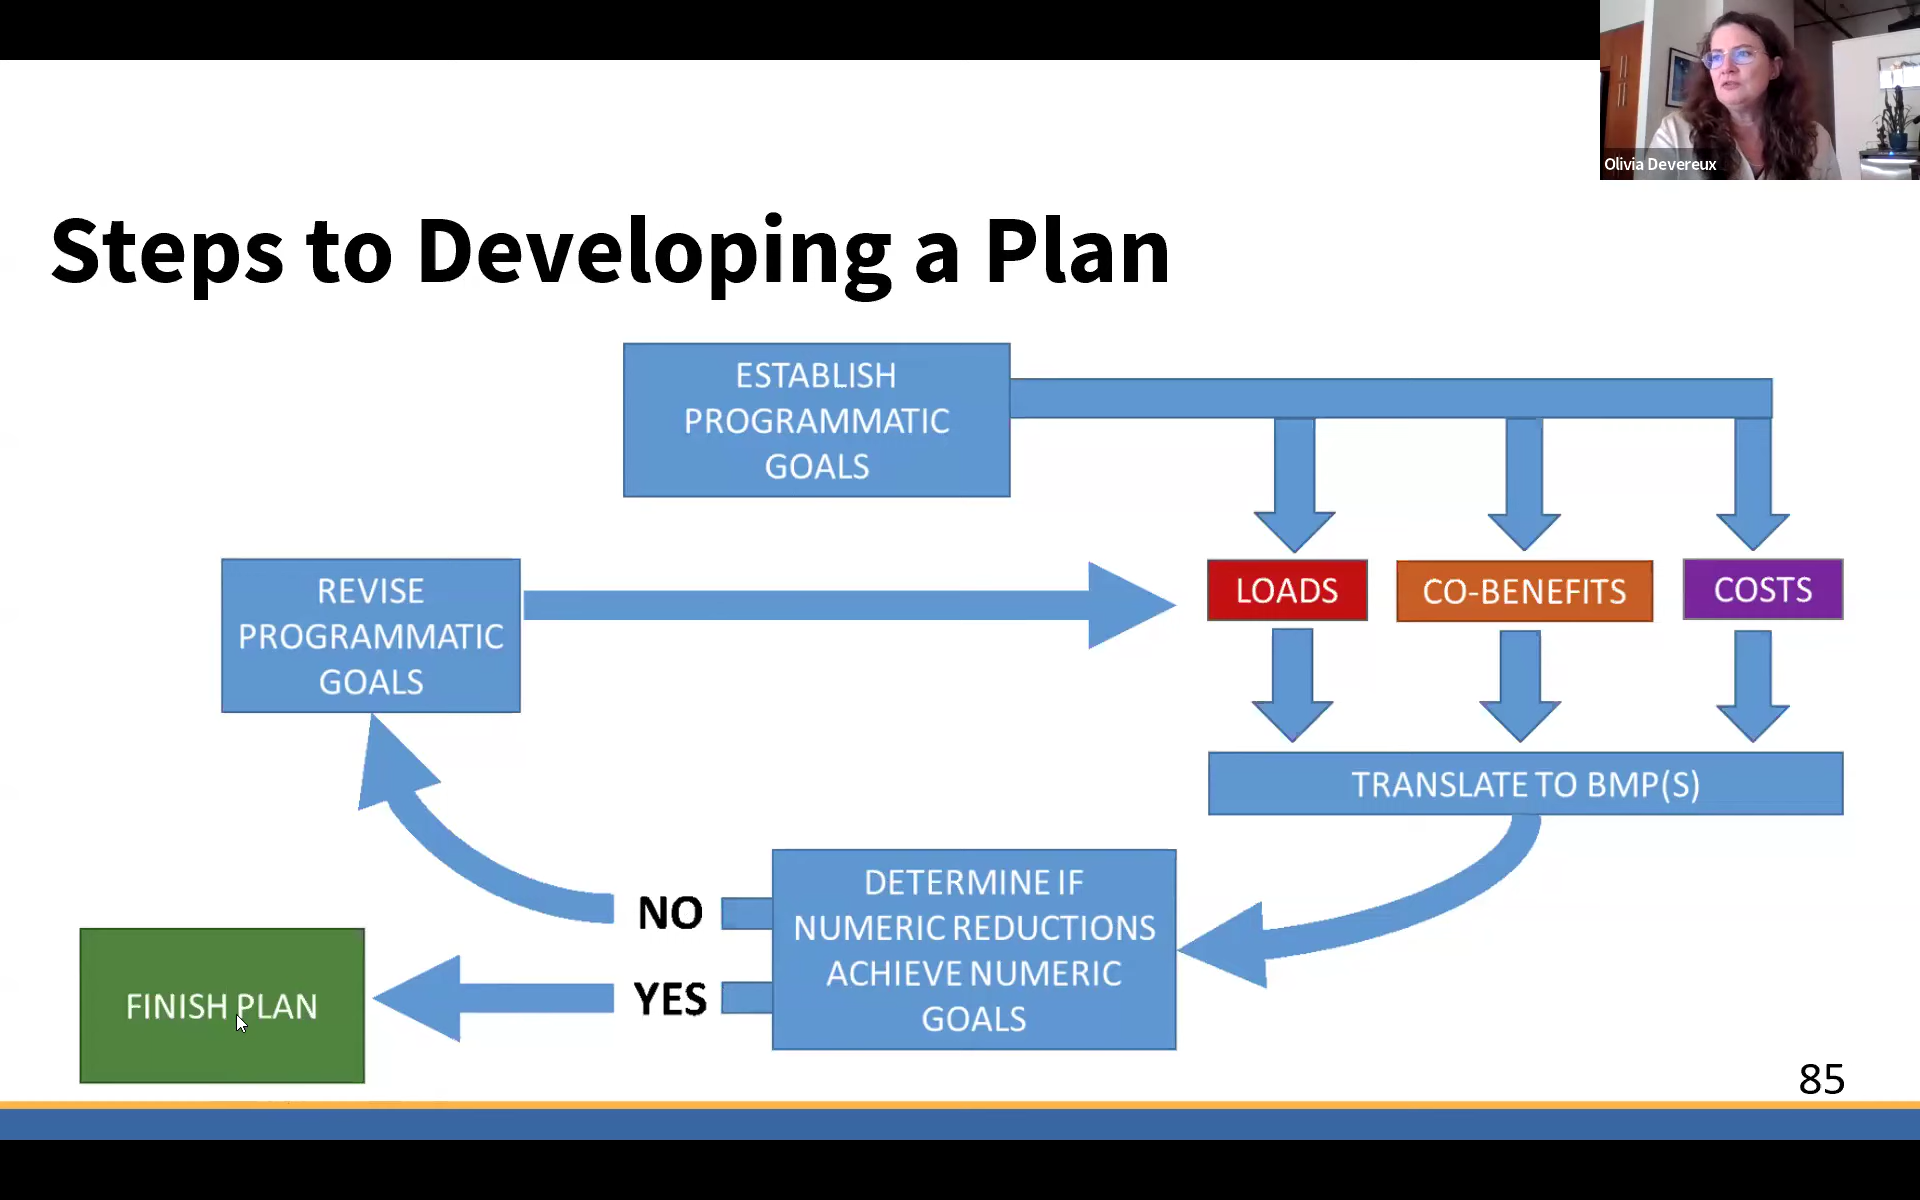 Olivia Devereux
Steps to Developing a Plan
ESTABLISH
PROGRAMMATIC
GOALS
REVISE
PROGRAMMATIC
GOALS
LOADS
CO-BENEFITS
COSTS
TRANSLATE TO BMP(S)
DETERMINE IF
NUMERIC REDUCTIONS
ACHIEVE NUMERIC
GOALS
NO
YES
FINISH PLAN
85